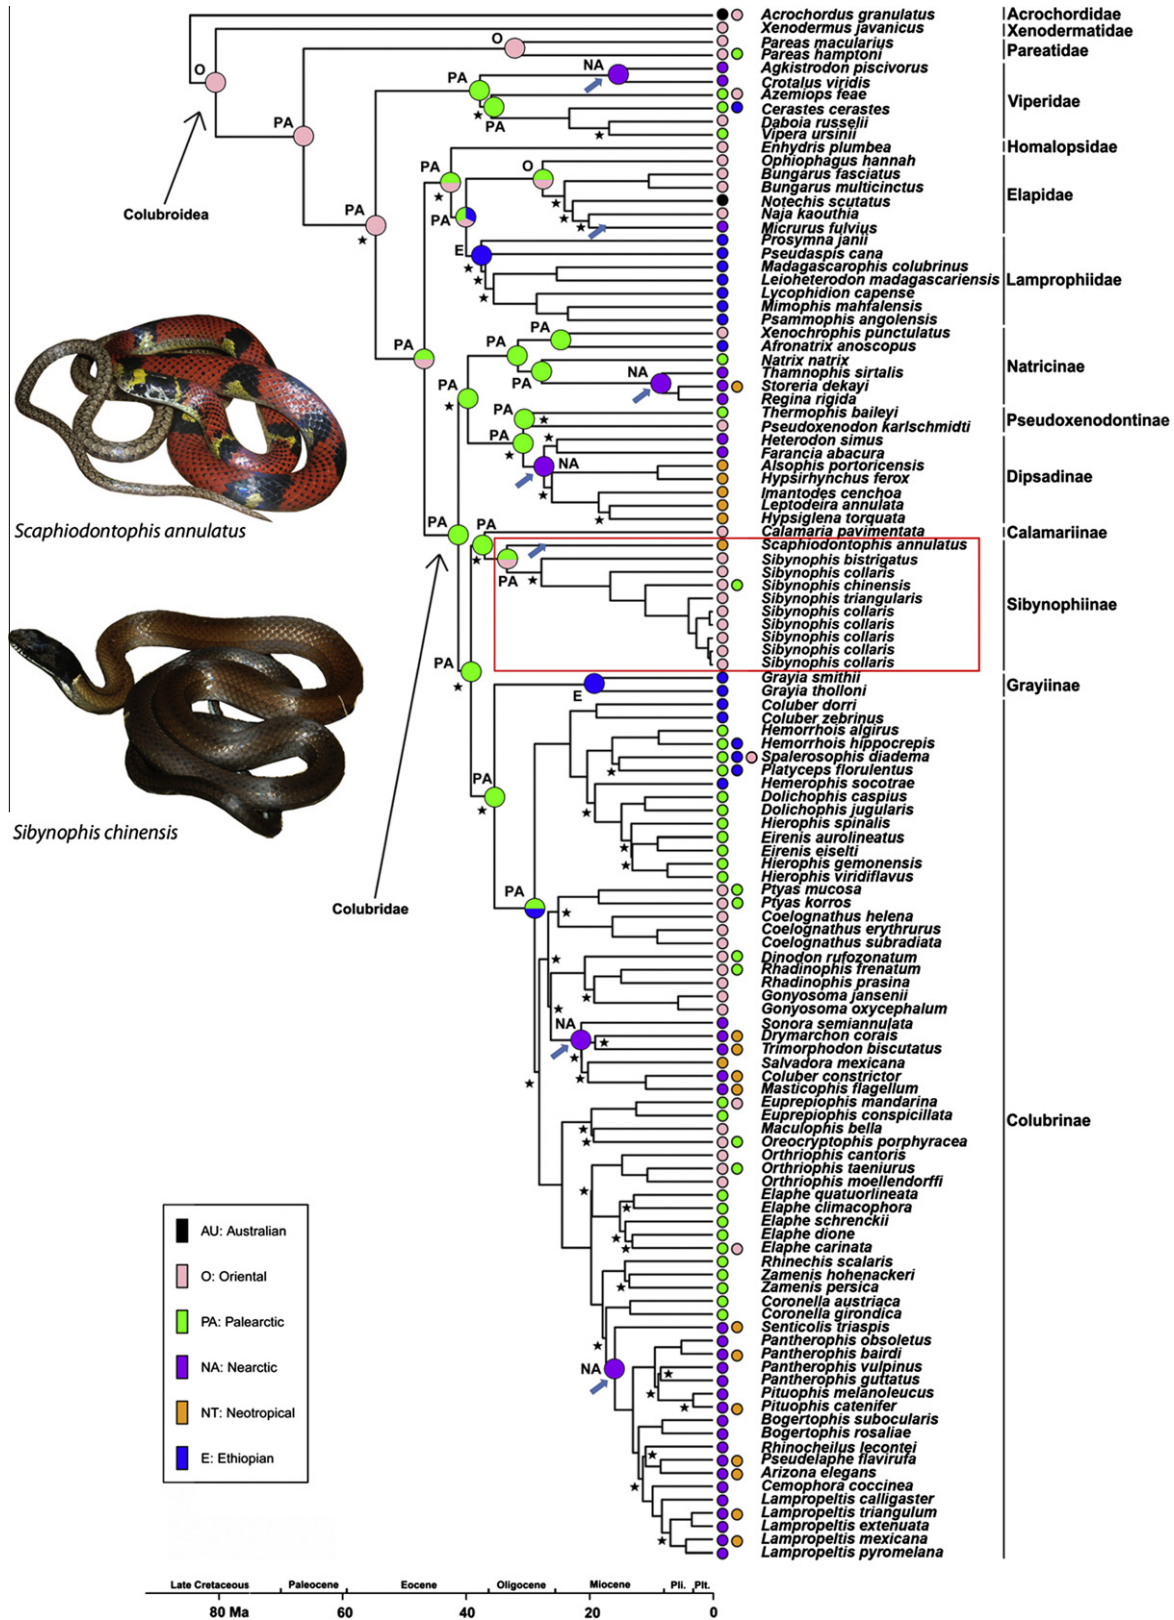 Acrochordus granulatus Acrochordidae
Xenodermus javanicus Xenodermatidae
O Pareas macularius Pareatidae
Pareas hamptoni
NA Agkistrodon piscivorus
O PA Crotalus viridis
Azemiops feae Viperidae
Cerastes cerastes
PA PA Daboia russelii
Vipera ursinii
Enhydris plumbea Homalopsidae
PA O Ophiophagus hannah
Bungarus fasciatus
Bungarus multicinctus Elapidae
Colubroidea PA PA Notechis scutatus
Naja kaouthia
Micrurus fulvius
E Prosymna janii
Pseudaspis cana
Madagascarophis colubrinus
Leioheterodon madagascariensis Lamprophiidae
Lycophidion capense
Mimophis mahfalensis
Psammophis angolensis
PA PA Xenochrophis punctulatus
PA Afronatrix anoscopus
Natrix natrix Natricinae
PA PA NA Thamnophis sirtalis
Storeria dekayi
Regina rigida
PA Thermophis baileyi Pseudoxenodontinae
Pseudoxenodon karlschmidti
PA Heterodon simus
Farancia abacura
NA Alsophis portoricensis Dipsadinae
Hypsirhynchus ferox
Imantodes cenchoa
Leptodeira annulata
Hypsiglena torquata
Scaphiodontophis annulatus PA PA Calamaria pavimentata Calamariinae
Scaphiodontophis annulatus
Sibynophis bistrigatus
PA Sibynophis collaris
Sibynophis chinensis
Sibynophis triangularis Sibynophiinae
Sibynophis collaris
Sibynophis collaris
Sibynophis collaris
Sibynophis collaris
PA Sibynophis collaris
Grayia smithii Grayiinae
E Grayia tholloni
Coluber dorri
Coluber zebrinus
Hemorrhois algirus
Hemorrhois hippocrepis
Spalerosophis diadema
PA Platyceps florulentus
Hemerophis socotrae
Dolichophis caspius
Dolichophis jugularis
Hierophis spinalis
Sibynophis chinensis Eirenis aurolineatus
Eirenis eiselti
Hierophis gemonensis
Hierophis viridiflavus
PA Ptyas mucosa
Ptyas korros
Colubridae Coelognathus helena
Coelognathus erythrurus
Coelognathus subradiata
Dinodon rufozonatum
Rhadinophis frenatum
Rhadinophis prasina
Gonyosoma jansenii
Gonyosoma oxycephalum
NA Sonora semiannulata
Drymarchon corais
Trimorphodon biscutatus
Salvadora mexicana
Coluber constrictor
Masticophis flagellum
Euprepiophis mandarina
Euprepiophis conspicillata Colubrinae
Maculophis bella
Oreocryptophis porphyracea
Orthriophis cantoris
Orthriophis taeniurus
Orthriophis moellendorffi
Elaphe quatuorlineata
Elaphe climacophora
AU: Australian Elaphe schrenckii
Elaphe dione
Elaphe carinata
O: Oriental Rhinechis scalaris
Zamenis hohenackeri
Zamenis persica
Coronella austriaca
PA: Palearctic Coronella girondica
Senticolis triaspis
Pantherophis obsoletus
Pantherophis bairdi
NA: Nearctic NA Pantherophis vulpinus
Pantherophis guttatus
Pituophis melanoleucus
NT: Neotropical Pituophis catenifer
Bogertophis subocularis
Bogertophis rosaliae
E: Ethiopian Rhinocheilus lecontei
Pseudelaphe flavirufa
Arizona elegans
Cemophora coccinea
Lampropeltis calligaster
Lampropeltis triangulum
Lampropeltis extenuata
Lampropeltis mexicana
Lampropeltis pyromelana
Late Cretaceous Paleocene Eocene Oligocene Miocene Pli. Plt.
80 Ma 60 40 20 0